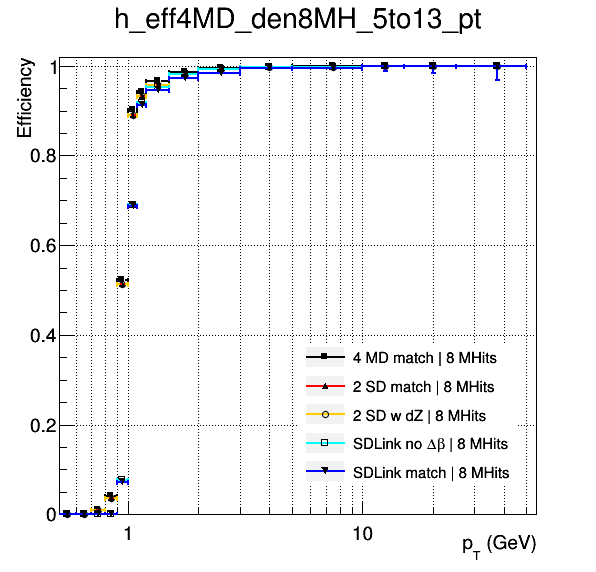 h_eff4MD_den8MH_5to13_pt
Efficiency
1
0.8
0.6
0.4
0.2
0
4 MD match | 8 MHits
2 SD match | 8 MHits
2 SD w dZ | 8 MHits
SDLink no Δβ | 8 MHits
SDLink match | 8 MHits
1
10
p_T (GeV)